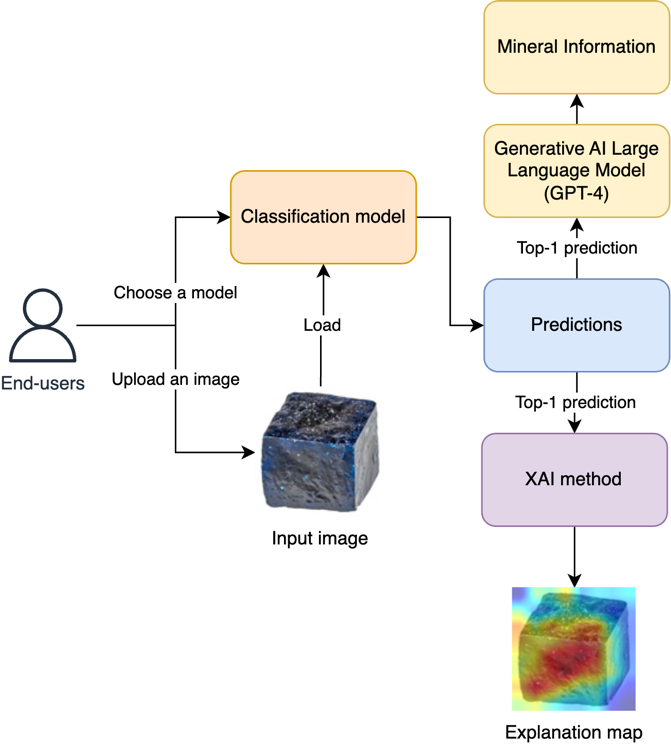 Mineral Information
Generative AI Large
Language Model
(GPT-4)
Top-1 prediction
Classification model
Choose a model
Load
Predictions
End-users
Upload an image
Top-1 prediction
XAI method
Input image
Explanation map